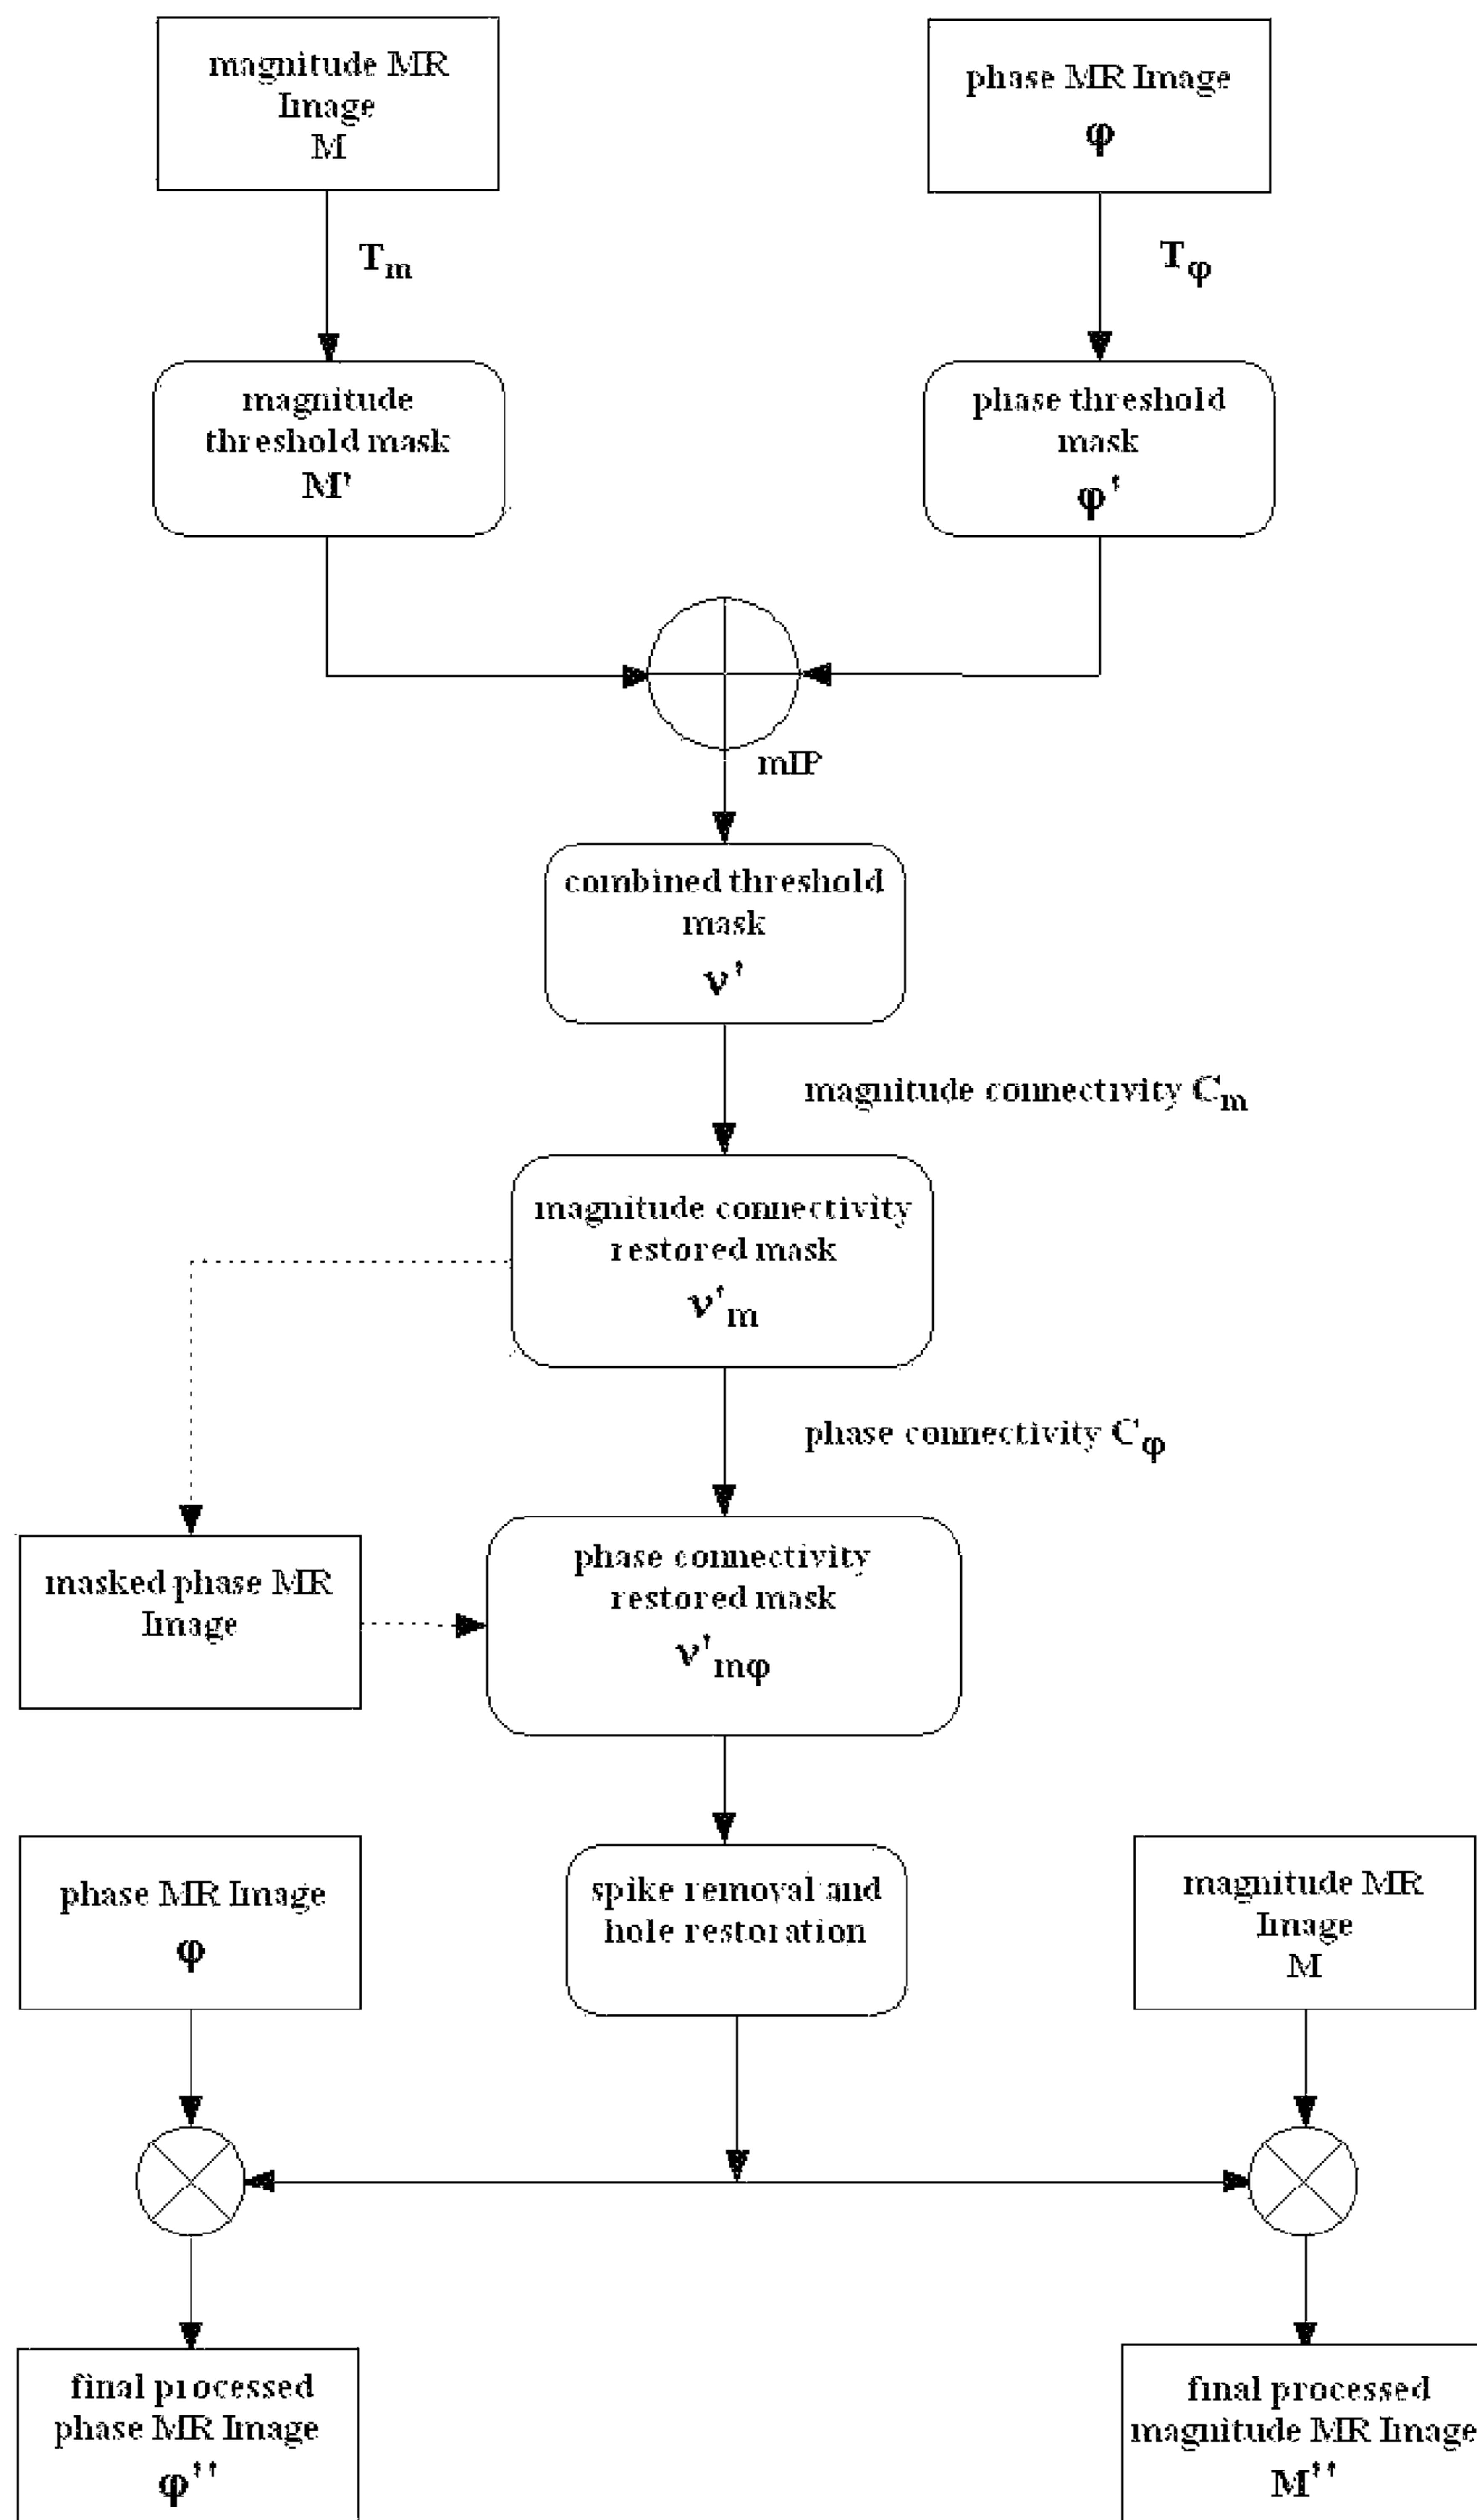 magnitude MR
Image
M
phase MR Image
φ
Tm
Tφ
magnitude
threshold mask
M'
phase threshold
mask
φ'
mIP
combined threshold
mask
ν'
magnitude connectivity Cm
magnitude connectivity
restored mask
ν'm
phase connectivity Cφ
masked phase MR
Image
phase connectivity
restored mask
ν'mφ
phase MR Image
φ
spike removal and
hole restoration
magnitude MR
Image
M
final processed
phase MR Image
φ''
final processed
magnitude MR Image
M''